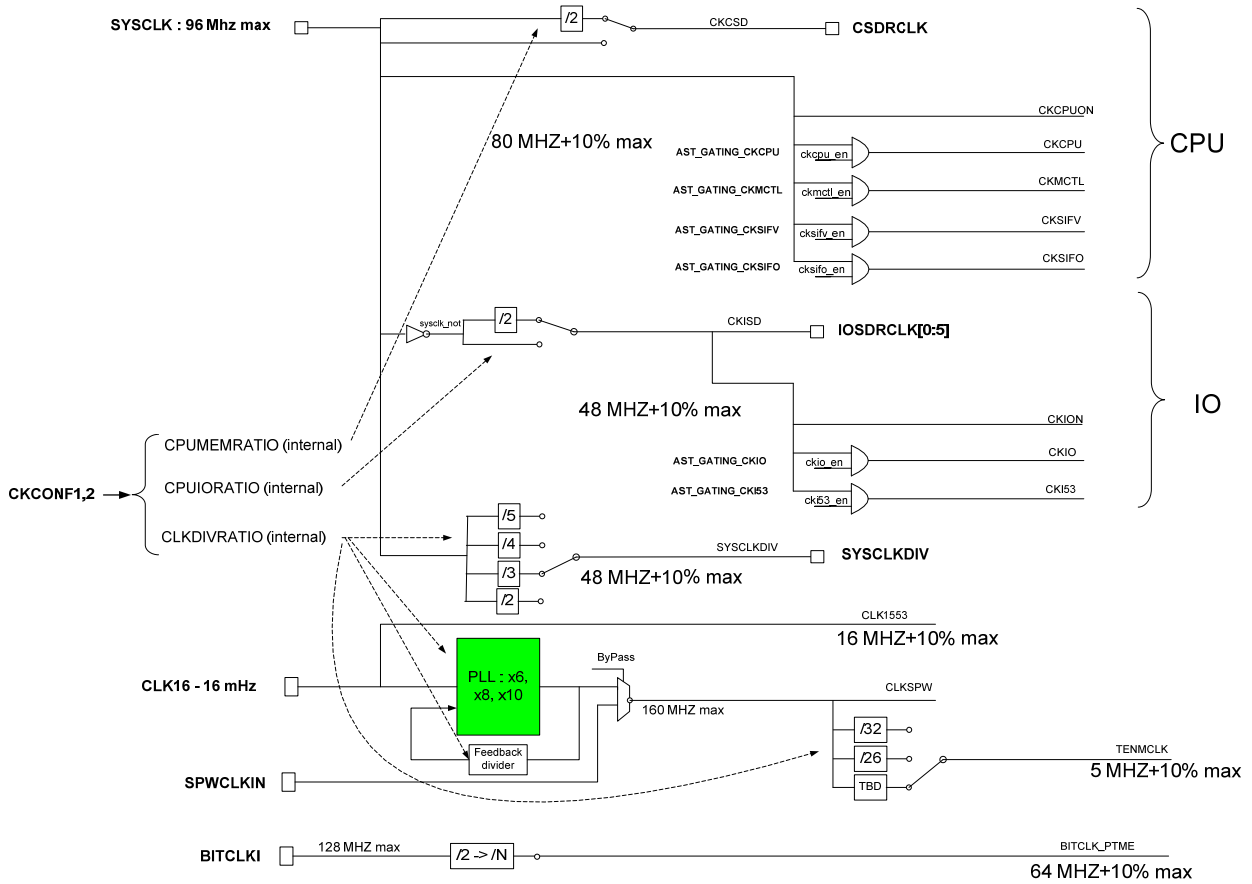 SYSCLK : 96 Mhz max
/2
CKCSD
CSDRCLK
CKCPUON
80 MHZ+10% max
AST_GATING_CKCPU
ckcpu_en
CKCPU
CPU
AST_GATING_CKMCTL
ckmctl_en
CKMCTL
AST_GATING_CKSIFV
cksifv_en
CKSIFV
AST_GATING_CKSIFO
cksifo_en
CKSIFO
sysclk_not
/2
CKISD
IOSDRCLK[0:5]
48 MHZ+10% max
IO
CKION
CPUMEMRATIO (internal)
AST_GATING_CKIO
ckio_en
CKIO
CKCONF1,2
CPUIORATIO (internal)
AST_GATING_CKI53
cki53_en
CKI53
CLKDIVRATIO (internal)
/5
/4
/3
/2
SYSCLKDIV
SYSCLKDIV
48 MHZ+10% max
CLK1553
16 MHZ+10% max
ByPass
CLK16 - 16 mHz
PLL : x6,
x8, x10
CLKSPW
160 MHZ max
/32
Feedback
divider
/26
TENMCLK
5 MHZ+10% max
SPWCLKIN
TBD
BITCLKI
128 MHZ max
/2 -> /N
BITCLK_PTME
64 MHZ+10% max